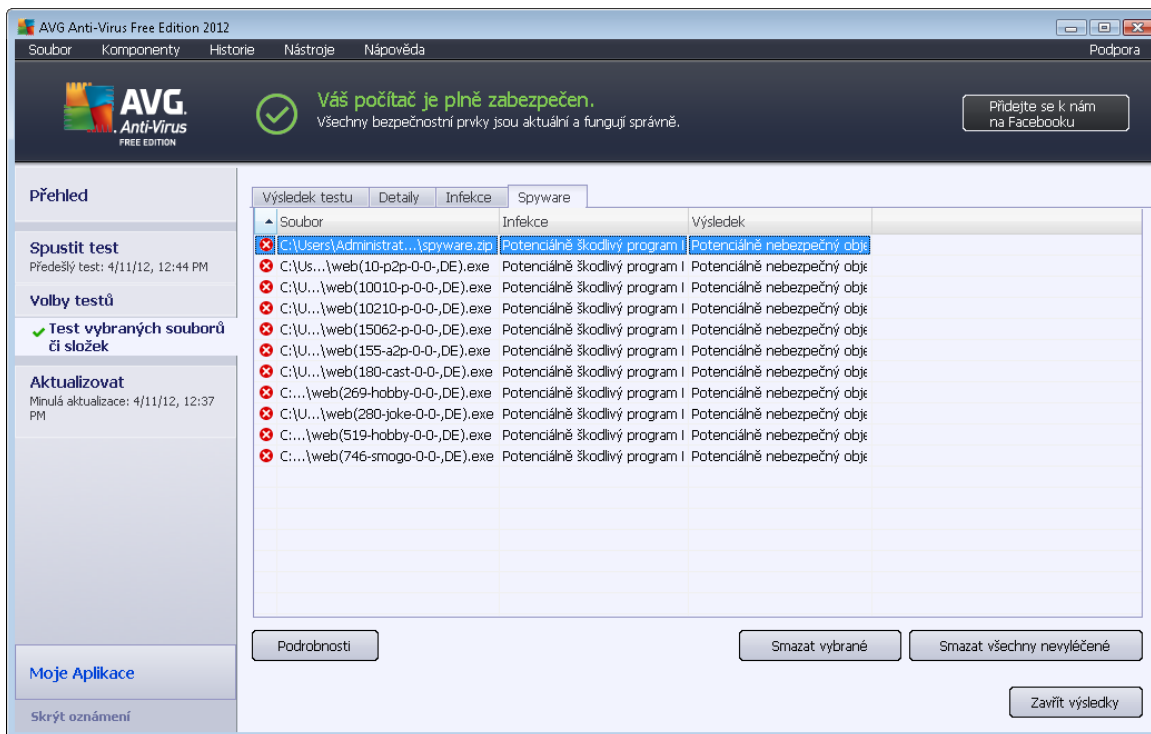 AVG Anti-Virus Free Edition 2012
Soubor Komponenty Historie Nástroje Nápověda Podpora
AVG.
Anti-Virus
FREE EDITION
Váš počítač je plně zabezpečen.
Všechny bezpečnostní prvky jsou aktuální a fungují správně.
Přidejte se k nám
na Facebooku
Přehled
Spustit test
Předešlý test: 4/11/12, 12:44 PM
Volby testů
Test vybraných souborů
či složek
Aktualizovat
Minulá aktualizace: 4/11/12, 12:37
PM
Moje Aplikace
Skrýt oznámení
Výsledek testu Detaily Infekce Spyware
Soubor Infekce Výsledek
C:\Users\Administrat...\spyware.zip Potenciálně škodlivý program Potenciálně nebezpečný obje
C:\Us...\web(10-p2p-0-0-,DE).exe Potenciálně škodlivý program Potenciálně nebezpečný obje
C:\U...\web(10010-p-0-0-,DE).exe Potenciálně škodlivý program Potenciálně nebezpečný obje
C:\U...\web(10210-p-0-0-,DE).exe Potenciálně škodlivý program Potenciálně nebezpečný obje
C:\U...\web(15062-p-0-0-,DE).exe Potenciálně škodlivý program Potenciálně nebezpečný obje
C:\U...\web(155-a2p-0-0-,DE).exe Potenciálně škodlivý program Potenciálně nebezpečný obje
C:\U...\web(180-cast-0-0-,DE).exe Potenciálně škodlivý program Potenciálně nebezpečný obje
C:...\web(269-hobby-0-0-,DE).exe Potenciálně škodlivý program Potenciálně nebezpečný obje
C:\U...\web(280-joke-0-0-,DE).exe Potenciálně škodlivý program Potenciálně nebezpečný obje
C:...\web(519-hobby-0-0-,DE).exe Potenciálně škodlivý program Potenciálně nebezpečný obje
C:...\web(746-smogo-0-0-,DE).exe Potenciálně škodlivý program Potenciálně nebezpečný obje
Podrobnosti Smazat vybrané Smazat všechny nevyléčené
Zavřít výsledky